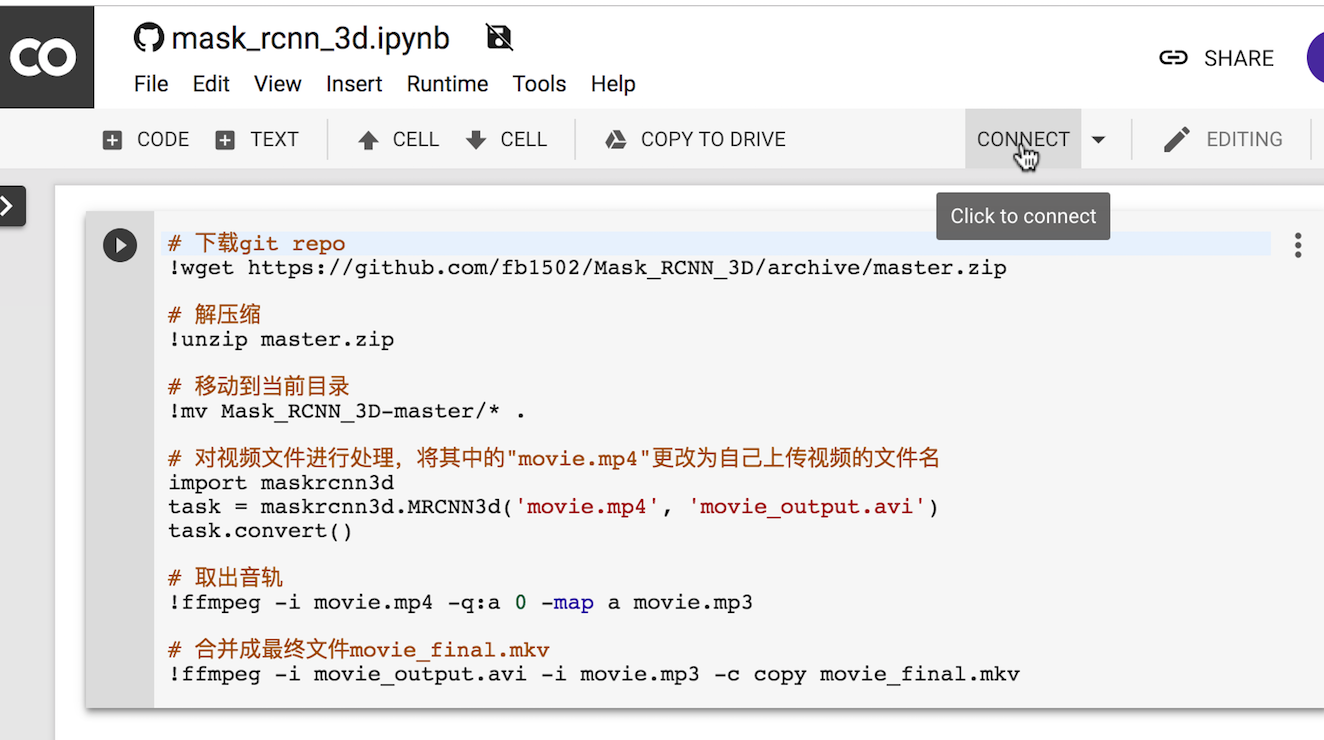 CO
mask_rcnn_3d.ipynb
SHARE
File Edit View Insert Runtime Tools Help
CODE TEXT CELL CELL COPY TO DRIVE CONNECT EDITING
Click to connect
# 下载git repo
!wget https://github.com/fb1502/Mask_RCNN_3D/archive/master.zip
# 解压缩
!unzip master.zip
# 移动到当前目录
!mv Mask_RCNN_3D-master/* .
# 对视频文件进行处理，将其中的"movie.mp4"更改为自己上传视频的文件名
import maskrcnn3d
task = maskrcnn3d.MRCNN3d('movie.mp4', 'movie_output.avi')
task.convert()
# 取出音轨
!ffmpeg -i movie.mp4 -q:a 0 -map a movie.mp3
# 合并成最终文件movie_final.mkv
!ffmpeg -i movie_output.avi -i movie.mp3 -c copy movie_final.mkv